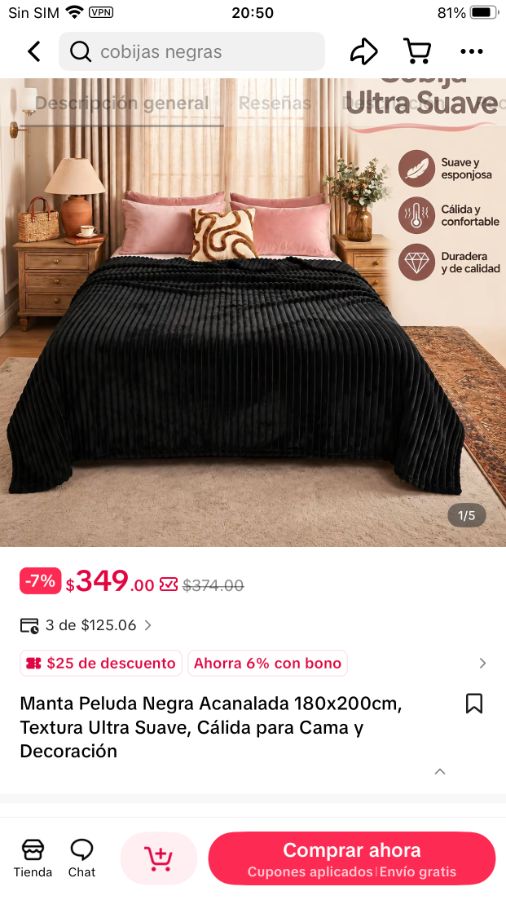 Sin SIM VPN 20:50 81%
cobijas negras
Cobija
Descripción general Reseñas
Ultra Suave
Suave y
esponjosa
Cálida y
confortable
Duradera
y de calidad
1/5
-7% $349.00 $374.00
3 de $125.06
$25 de descuento Ahorra 6% con bono
Manta Peluda Negra Acanalada 180x200cm,
Textura Ultra Suave, Cálida para Cama y
Decoración
Tienda Chat
Comprar ahora
Cupones aplicados Envío gratis